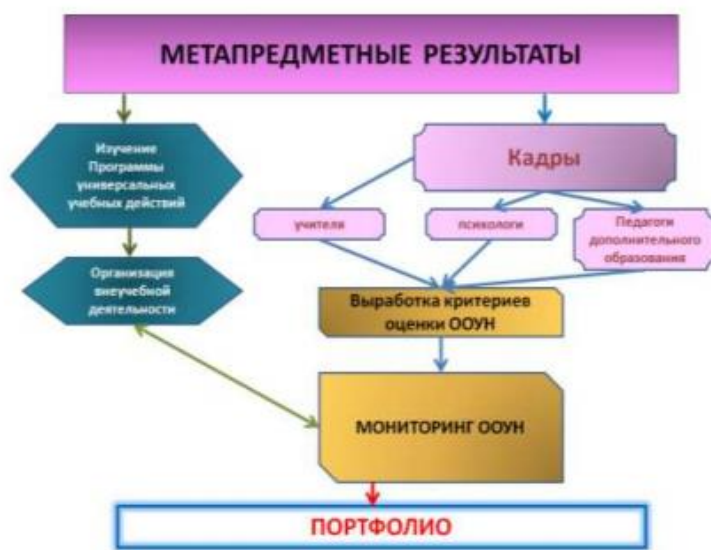 МЕТАПРЕДМЕТНЫЕ РЕЗУЛЬТАТЫ
Изучение
Программы
универсальных
учебных действий
Кадры
учителя
психологи
Педагоги
дополнительного
образования
Организация
внеучебной
деятельности
Выработка критериев
оценки ООУН
МОНИТОРИНГ ООУН
ПОРТФОЛИО